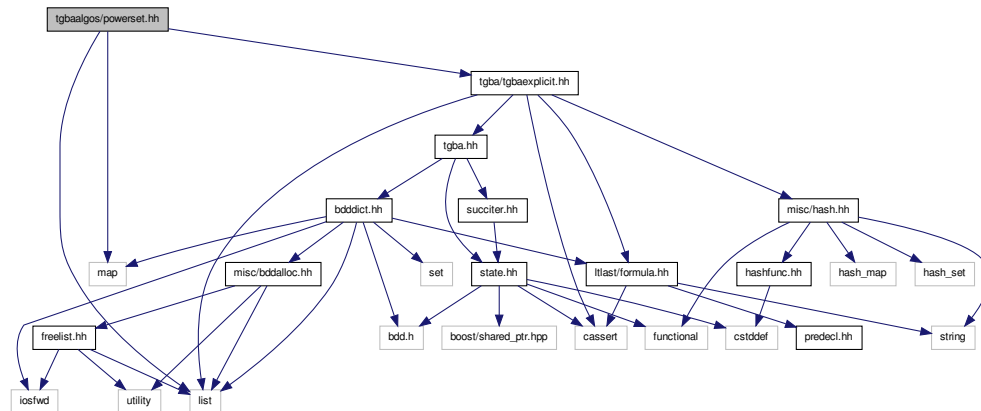 tgbaalgos/powerset.hh
tgba/tgbaexplicit.hh
tgba.hh
bdddict.hh
succiter.hh
misc/hash.hh
map
misc/bddalloc.hh
set
state.hh
ltlast/formula.hh
hashfunc.hh
hash_map
hash_set
freelist.hh
bdd.h
boost/shared_ptr.hpp
cassert
functional
cstddef
predecl.hh
string
iosfwd
utility
list